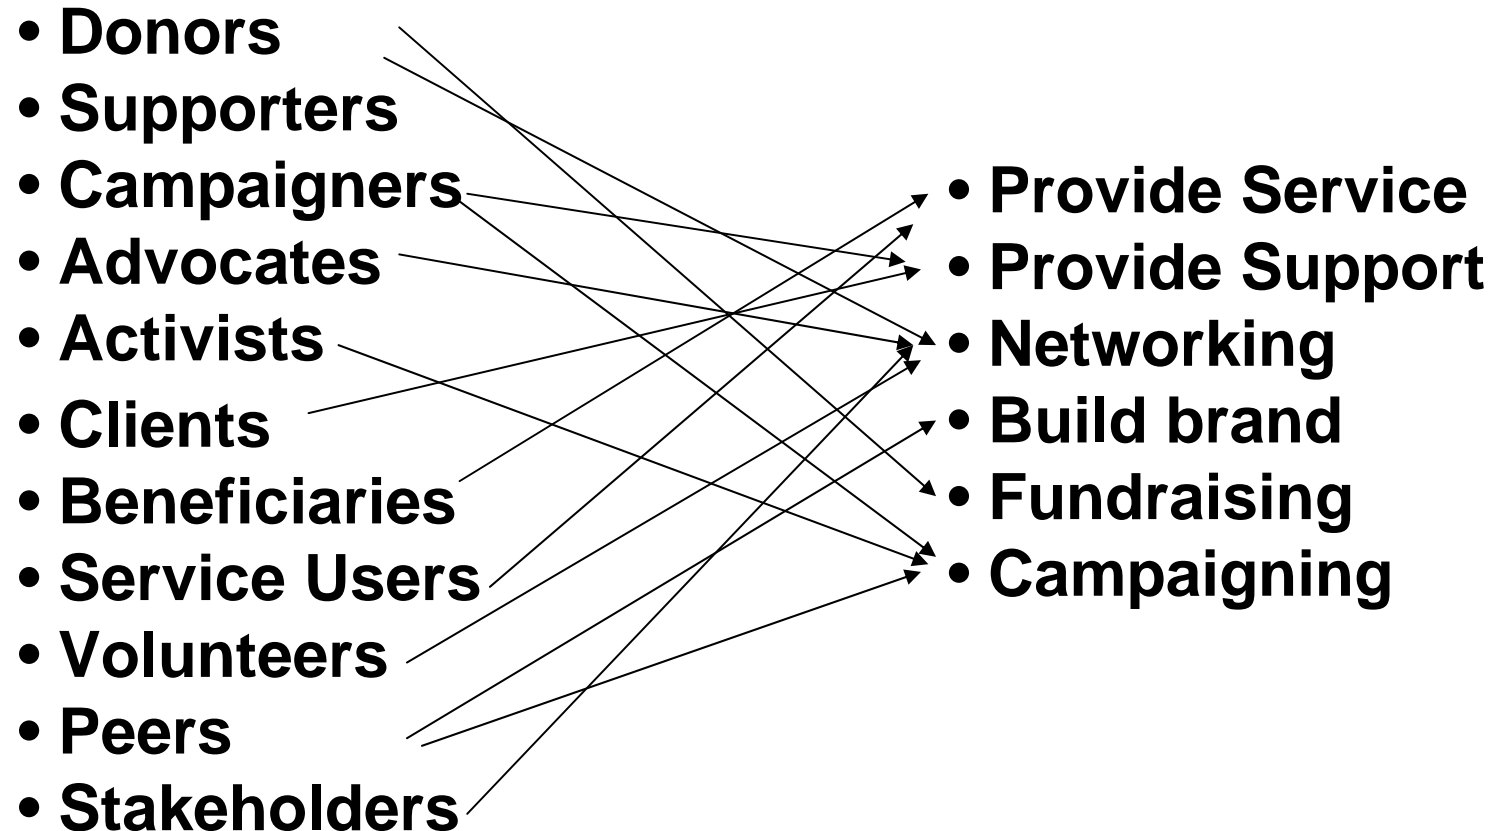 • Donors
• Supporters
• Campaigners
• Advocates
• Activists
• Clients
• Beneficiaries
• Service Users
• Volunteers
• Peers
• Stakeholders
• Provide Service
• Provide Support
• Networking
• Build brand
• Fundraising
• Campaigning